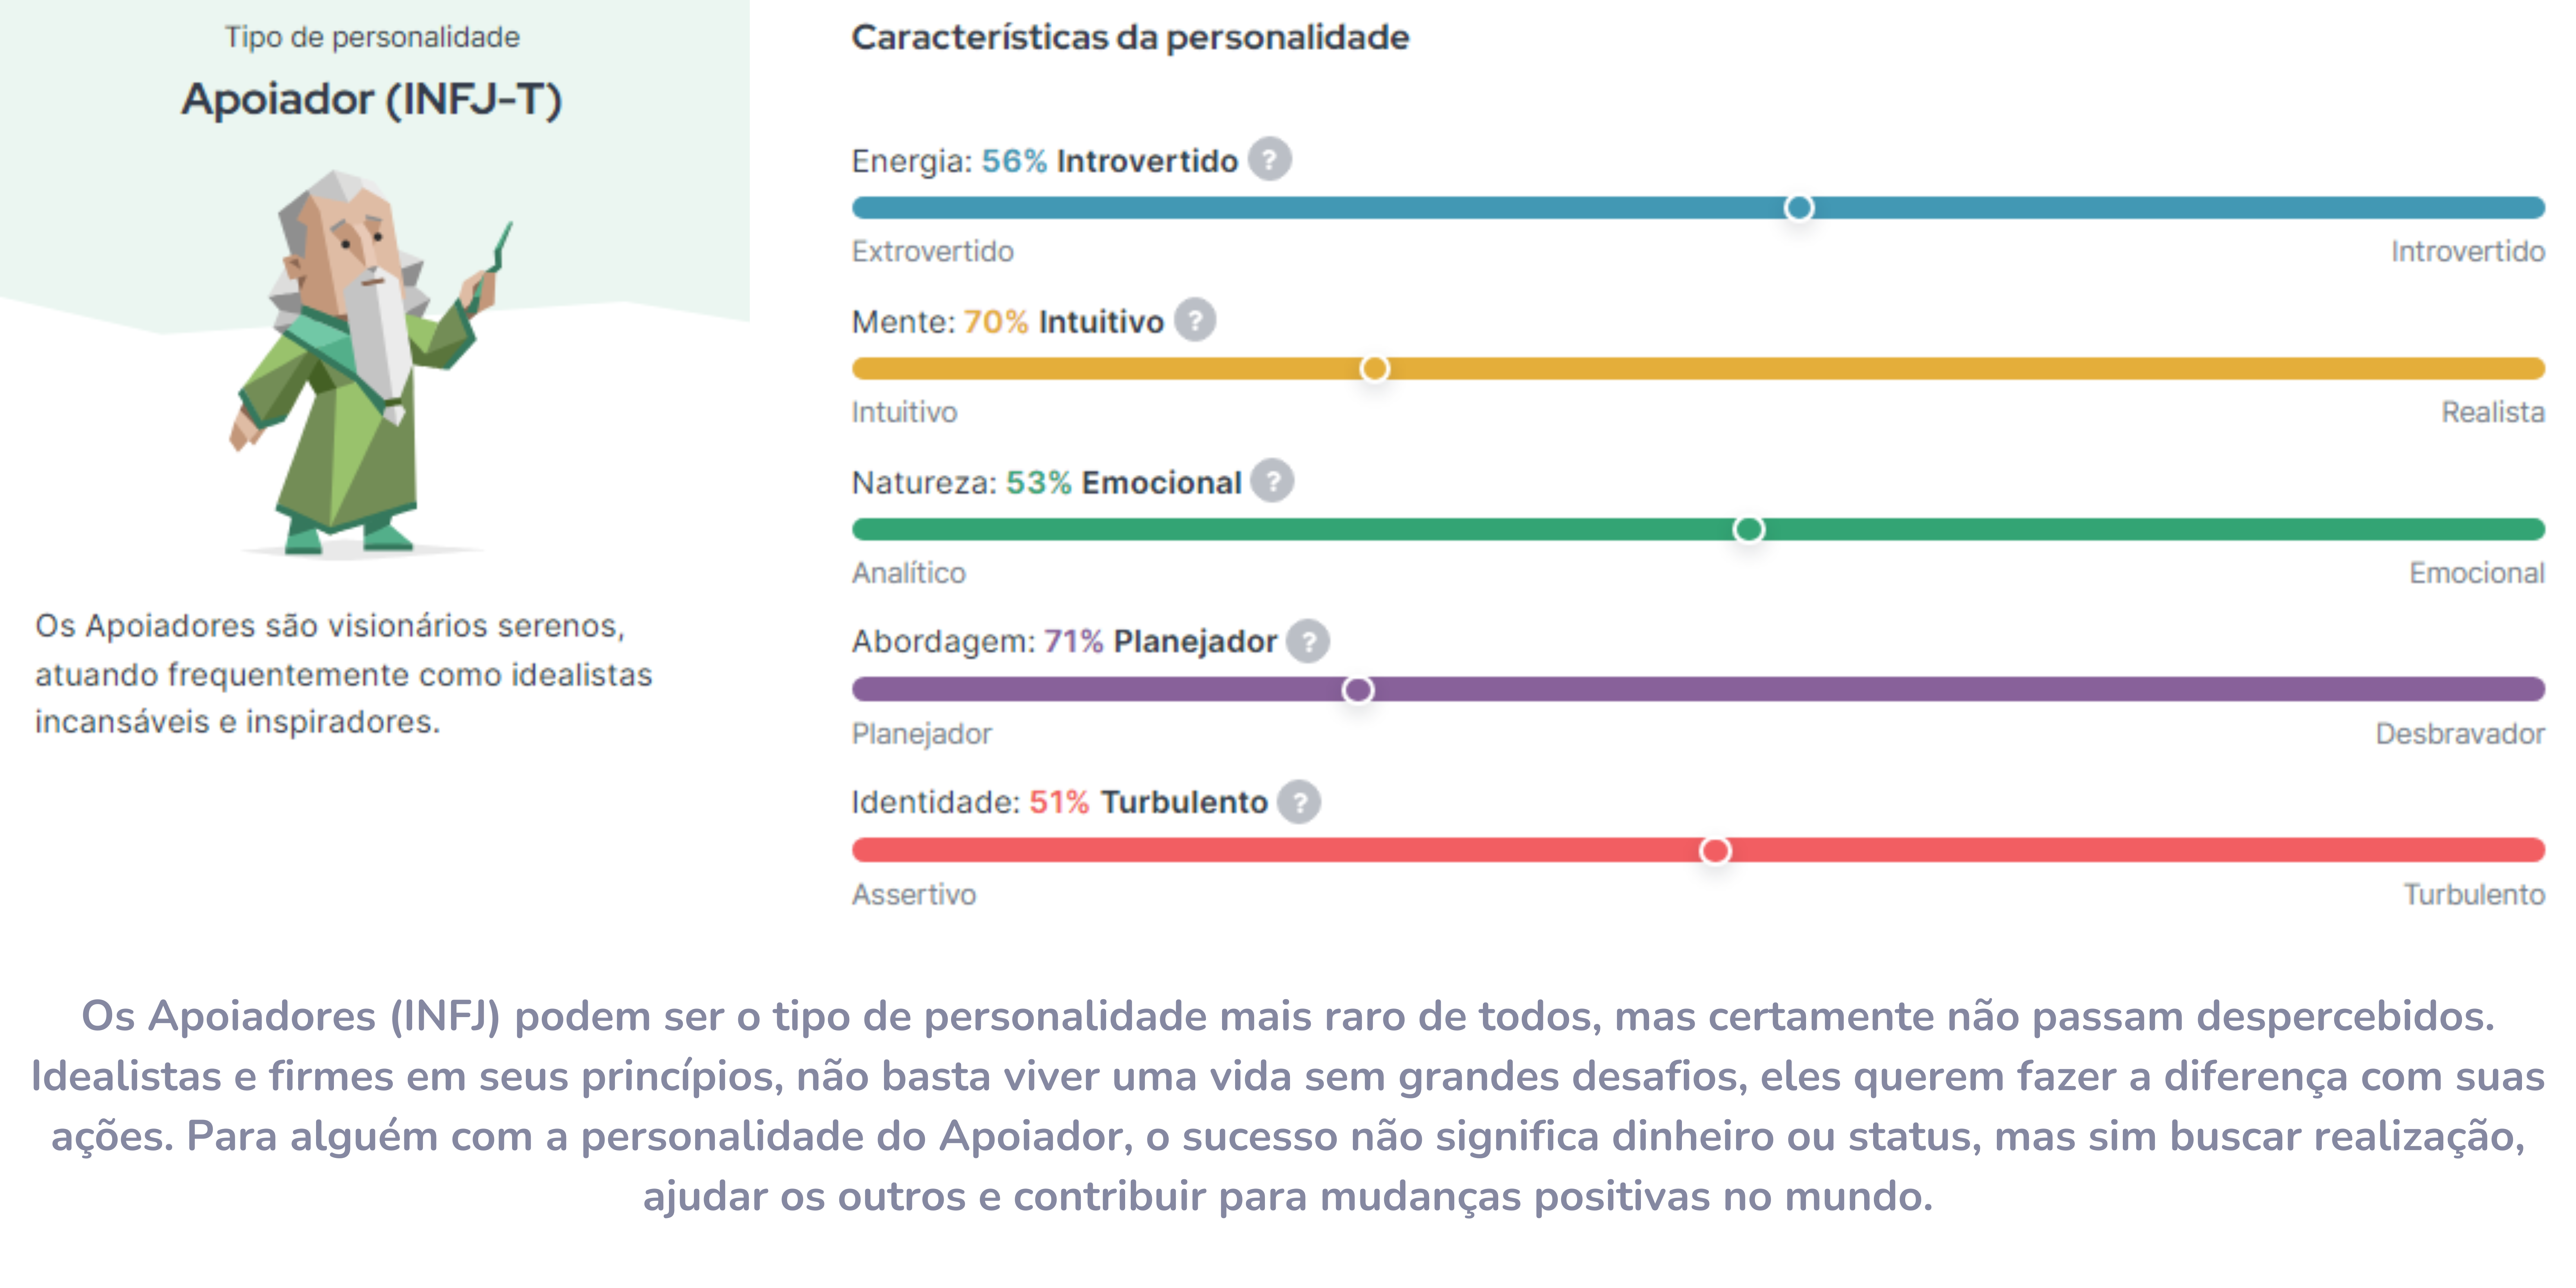 Tipo de personalidade
Apoiador (INFJ-T)
Os Apoiadores são visionários serenos,
atuando frequentemente como idealistas
incansáveis e inspiradores.
Características da personalidade
Energia: 56% Introvertido ?
Extrovertido Introvertido
Mente: 70% Intuitivo ?
Intuitivo Realista
Natureza: 53% Emocional ?
Analítico Emocional
Abordagem: 71% Planejador ?
Planejador Desbravador
Identidade: 51% Turbulento ?
Assertivo Turbulento
Os Apoiadores (INFJ) podem ser o tipo de personalidade mais raro de todos, mas certamente não passam despercebidos.
Idealistas e firmes em seus princípios, não basta viver uma vida sem grandes desafios, eles querem fazer a diferença com suas
ações. Para alguém com a personalidade do Apoiador, o sucesso não significa dinheiro ou status, mas sim buscar realização,
ajudar os outros e contribuir para mudanças positivas no mundo.